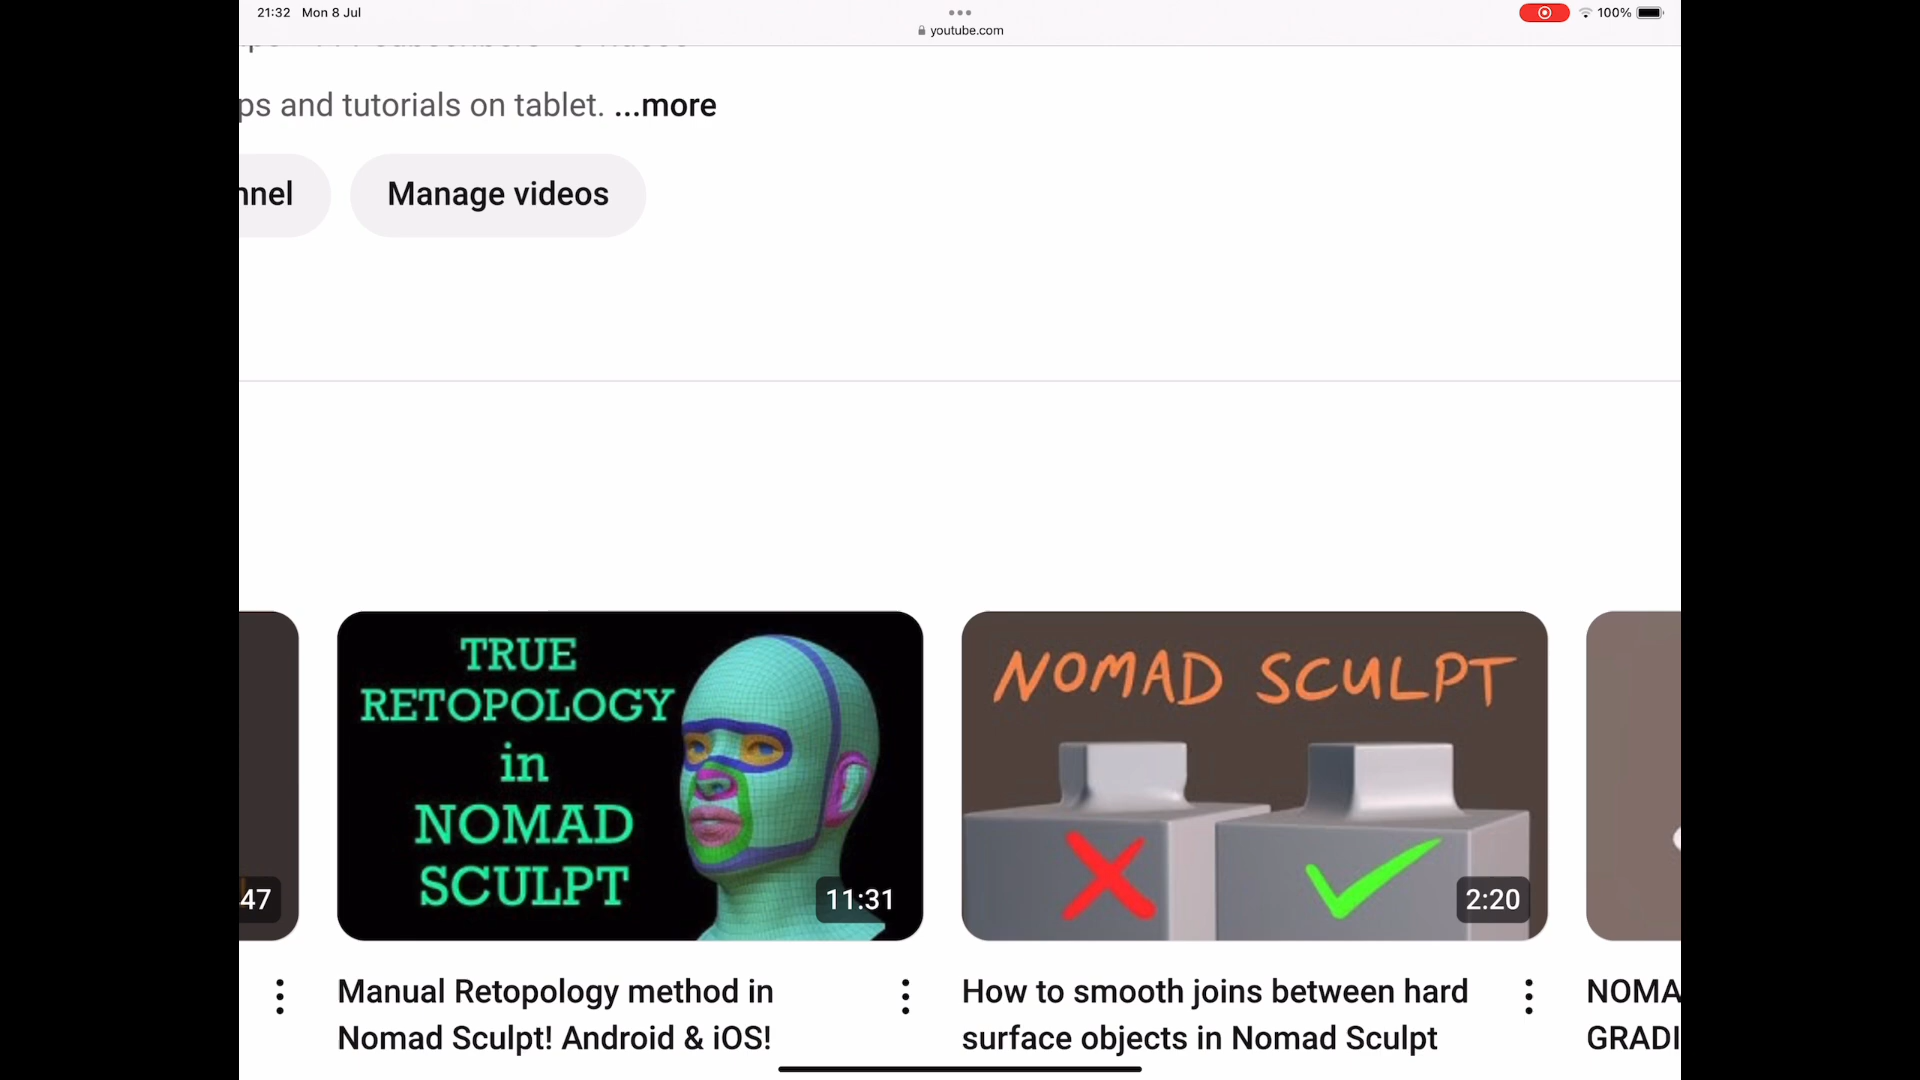 21:32 Mon 8 Jul
100%
youtube.com
ps and tutorials on tablet. ...more
nnel
Manage videos
TRUE
RETOPOLOGY
in
NOMAD
SCULPT
11:31
NOMAD SCULPT
2:20
47
Manual Retopology method in
Nomad Sculpt! Android & iOS!
How to smooth joins between hard
surface objects in Nomad Sculpt
NOMA
GRADI